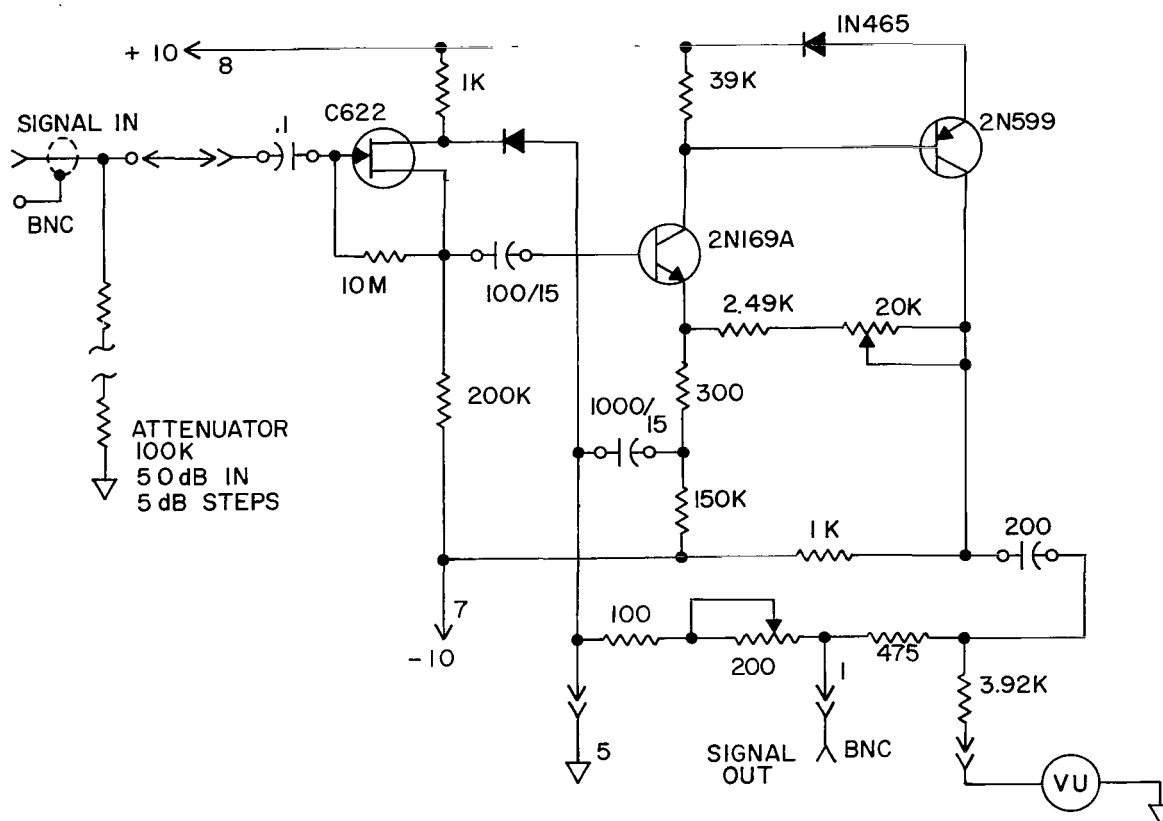 1N465
+ 10
8
1K
39K
C622
2N599
SIGNAL IN
.1
BNC
2N169A
10M
100/15
2.49K
20K
200K
300
1000/
15
ATTENUATOR
100K
50dB IN
5dB STEPS
150K
1K
200
7
100
-10
200
475
1
3.92K
5
SIGNAL
OUT
BNC
VU